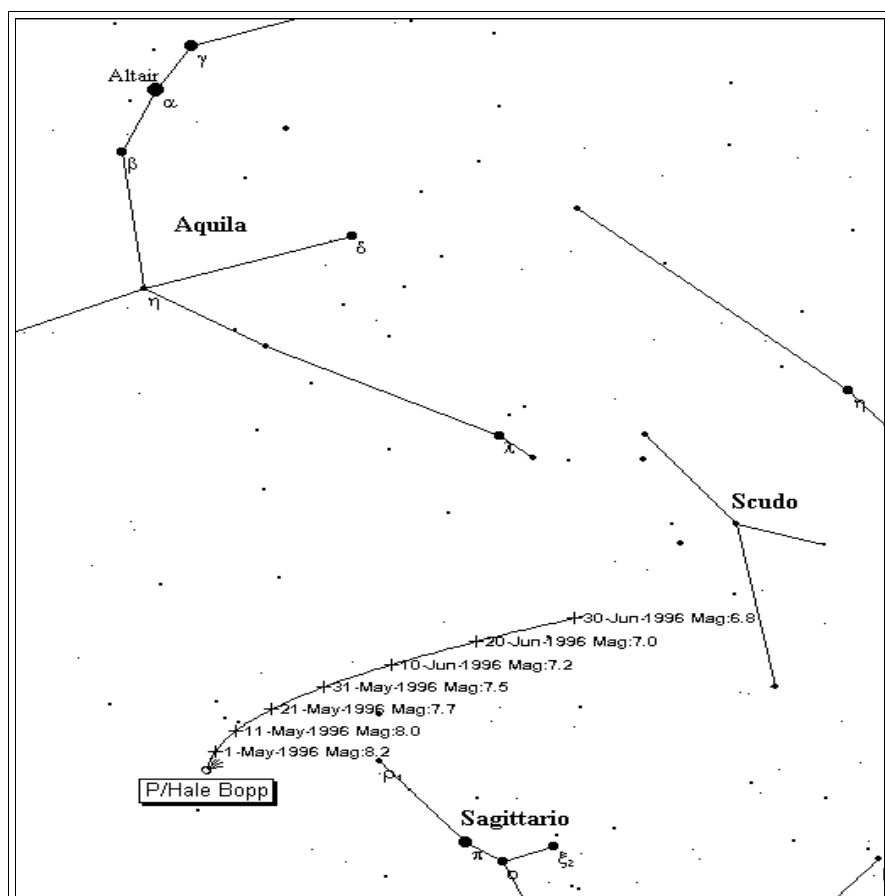 γ
Altair
α
β
Aquila
δ
η
η
λ
Scudo
30-Jun-1996 Mag:6.8
20-Jun-1996 Mag:7.0
10-Jun-1996 Mag:7.2
31-May-1996 Mag:7.5
21-May-1996 Mag:7.7
11-May-1996 Mag:8.0
1-May-1996 Mag:8.2
P/Hale Bopp
ρ1
Sagittario
π
ξ2
ο